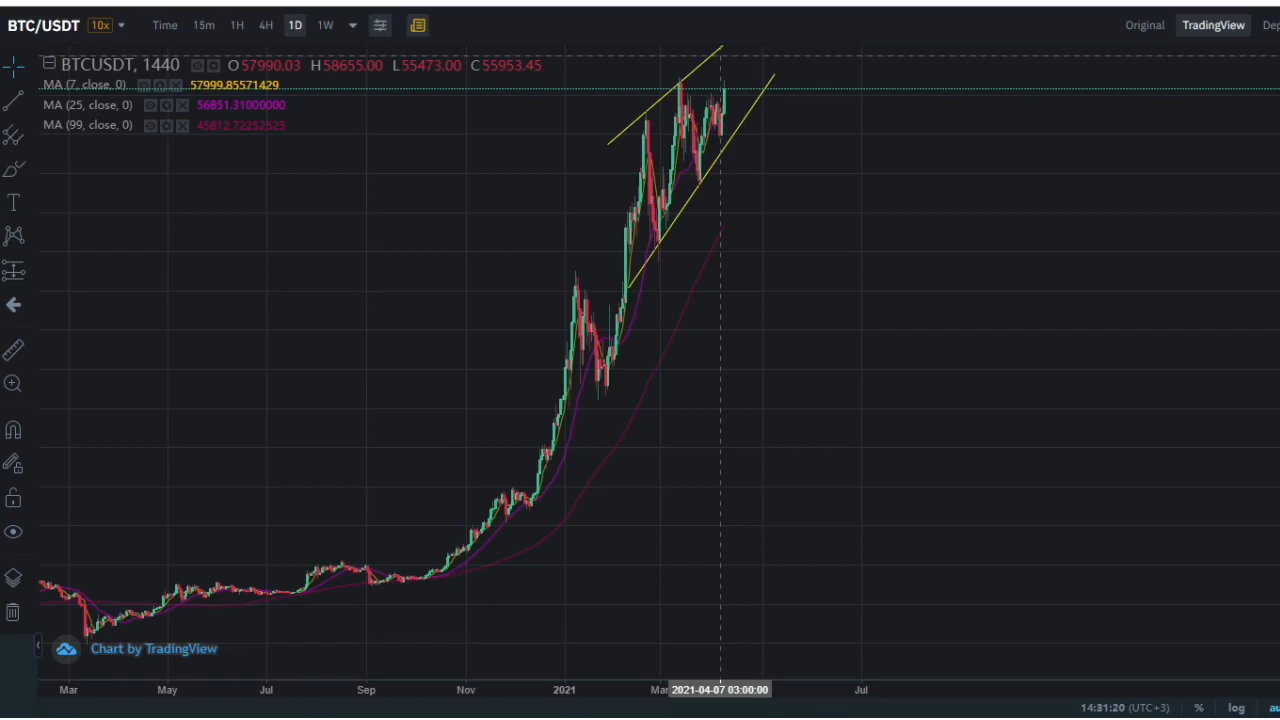 BTC/USDT 10x Time 15m 1H 4H 1D 1W Original TradingView
BTCUSDT, 1440 O57990.03 H58655.00 L55473.00 C55953.45
MA (7, close, 0) 57999.85571429
MA (25, close, 0) 56851.31000000
MA (99, close, 0) 45812.72252525
T
Chart by TradingView
Mar May Jul Sep Nov 2021 Mar 2021-04-07 03:00:00 Jul
14:31:20 (UTC+3) % log